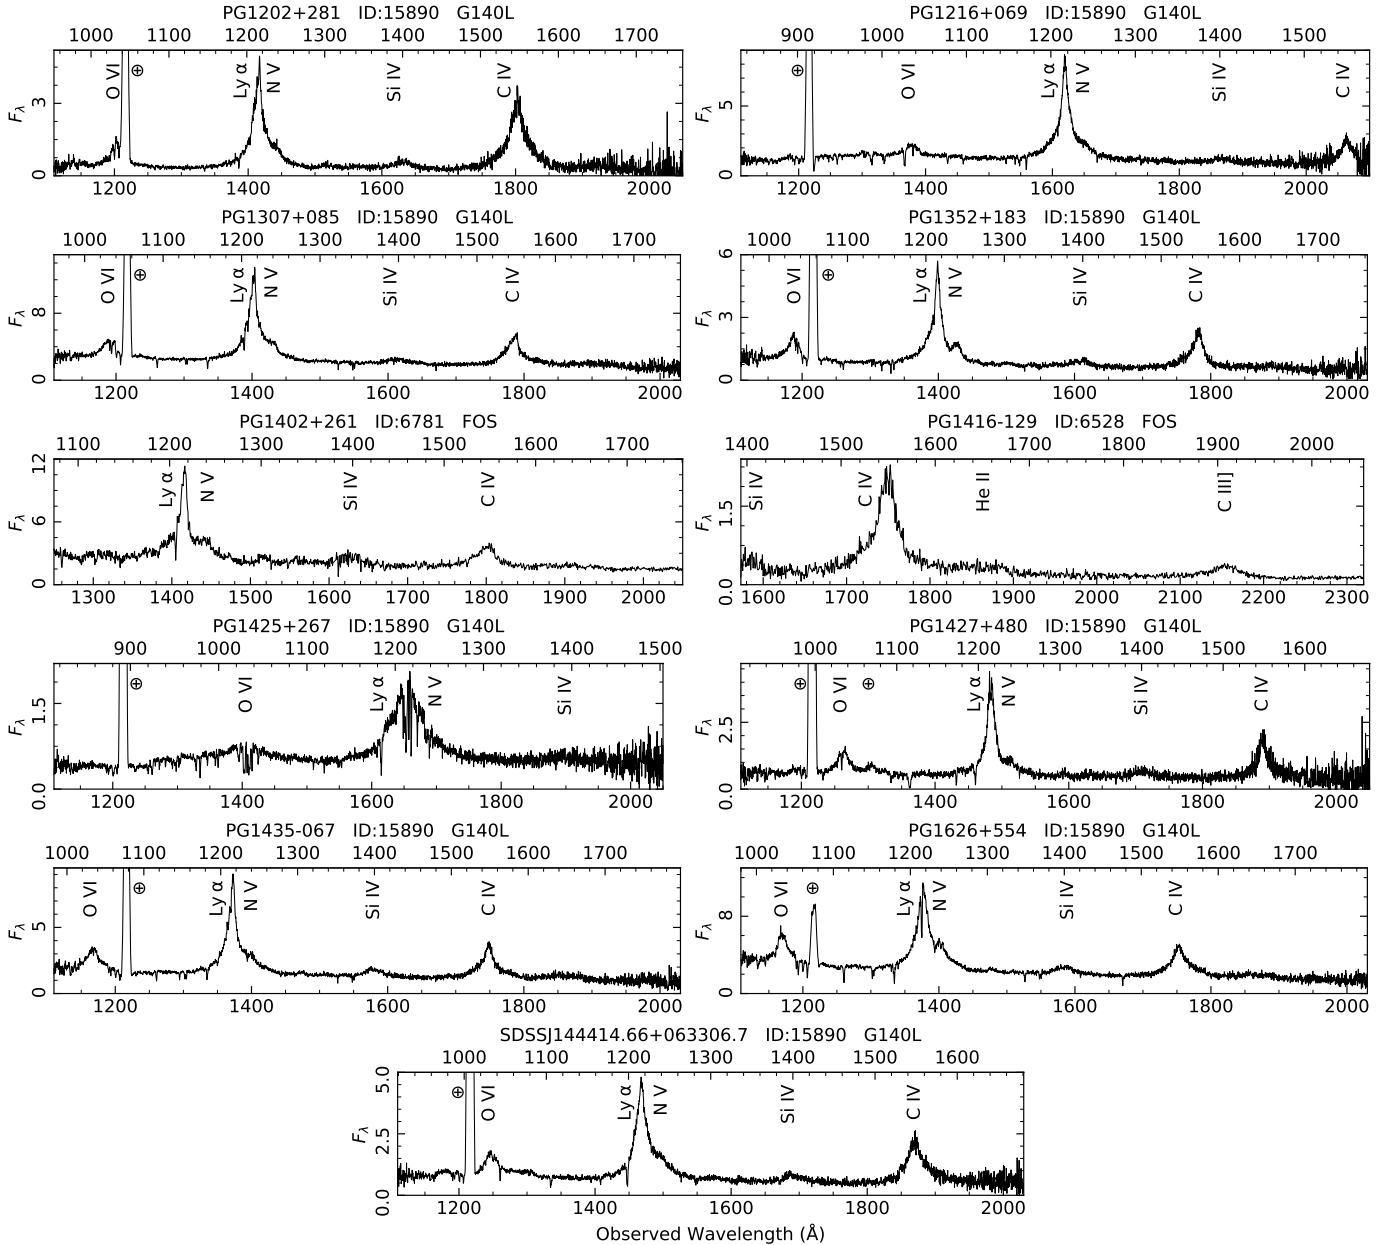 PG1202+281 ID:15890 G140L
1000 1100 1200 1300 1400 1500 1600 1700
Fλ
3
0
O VI ⊕ Ly α N V Si IV C IV
1200 1400 1600 1800 2000
PG1216+069 ID:15890 G140L
900 1000 1100 1200 1300 1400 1500
Fλ
5
0
⊕ O VI Ly α N V Si IV C IV
1200 1400 1600 1800 2000
PG1307+085 ID:15890 G140L
1000 1100 1200 1300 1400 1500 1600 1700
Fλ
8
0
O VI ⊕ Ly α N V Si IV C IV
1200 1400 1600 1800 2000
PG1352+183 ID:15890 G140L
1000 1100 1200 1300 1400 1500 1600 1700
Fλ
6
3
0
O VI ⊕ Ly α N V Si IV C IV
1200 1400 1600 1800 2000
PG1402+261 ID:6781 FOS
1100 1200 1300 1400 1500 1600 1700
Fλ
12
6
0
Ly α N V Si IV C IV
1300 1400 1500 1600 1700 1800 1900 2000
PG1416-129 ID:6528 FOS
1400 1500 1600 1700 1800 1900 2000
Fλ
1.5
0.0
Si IV C IV He II C III]
1600 1700 1800 1900 2000 2100 2200 2300
PG1425+267 ID:15890 G140L
900 1000 1100 1200 1300 1400 1500
Fλ
1.5
0.0
⊕ O VI Ly α N V Si IV
1200 1400 1600 1800 2000
PG1427+480 ID:15890 G140L
1000 1100 1200 1300 1400 1500 1600
Fλ
2.5
0.0
⊕ O VI ⊕ Ly α N V Si IV C IV
1200 1400 1600 1800 2000
PG1435-067 ID:15890 G140L
1000 1100 1200 1300 1400 1500 1600 1700
Fλ
5
0
O VI ⊕ Ly α N V Si IV C IV
1200 1400 1600 1800 2000
PG1626+554 ID:15890 G140L
1000 1100 1200 1300 1400 1500 1600 1700
Fλ
8
0
O VI ⊕ Ly α N V Si IV C IV
1200 1400 1600 1800 2000
SDSSJ144414.66+063306.7 ID:15890 G140L
1000 1100 1200 1300 1400 1500 1600
Fλ
5.0
2.5
0.0
⊕ O VI Ly α N V Si IV C IV
1200 1400 1600 1800 2000
Observed Wavelength (Å)